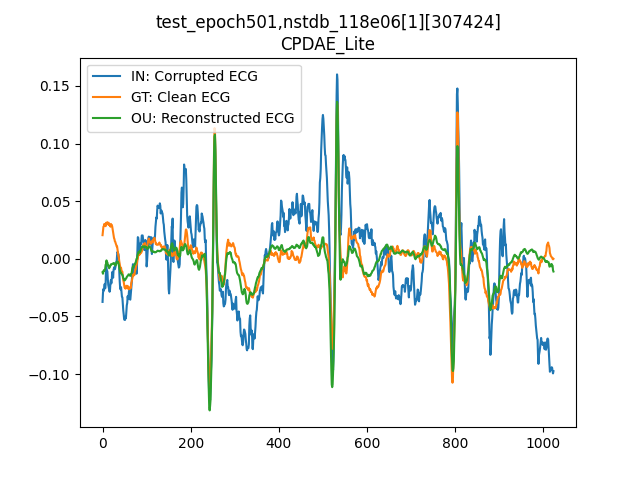 test_epoch501,nstdb_118e06[1][307424]
CPDAE_Lite
IN: Corrupted ECG
GT: Clean ECG
OU: Reconstructed ECG
0.15
0.10
0.05
0.00
−0.05
−0.10
0 200 400 600 800 1000